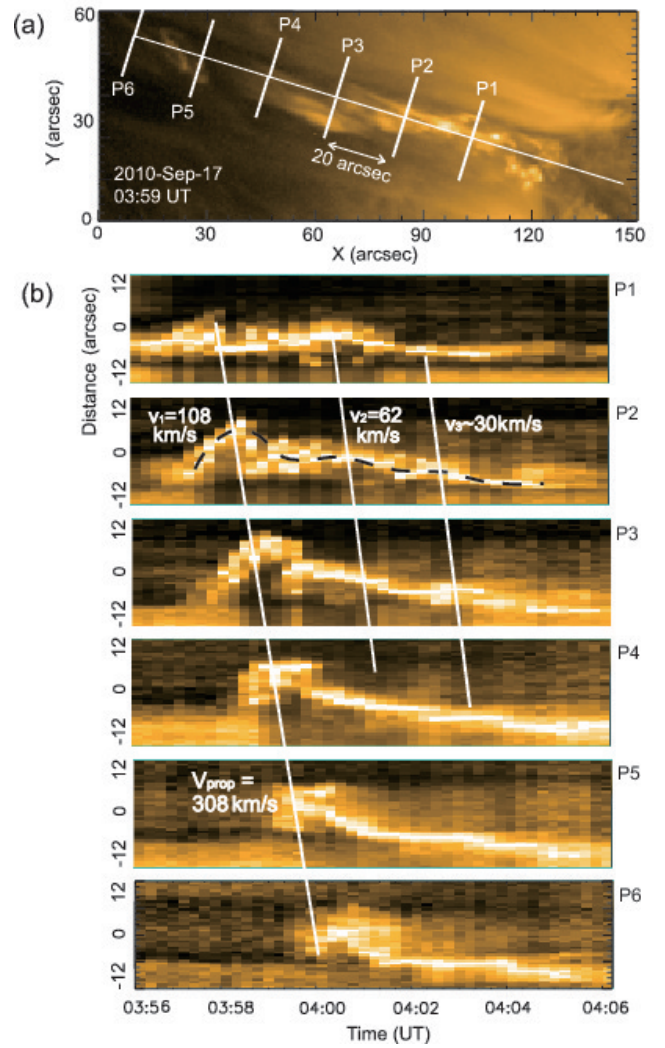 (a)
60
30
0
Y (arcsec)
P6
P5
P4
P3
P2
P1
20 arcsec
2010-Sep-17
03:59 UT
0 30 60 90 120 150
X (arcsec)
(b)
Distance (arcsec)
12
0
-12
P1
12
0
-12
v₁=108
km/s
v₂=62
km/s
v₃~30km/s
P2
12
0
-12
P3
12
0
-12
P4
12
0
-12
Vprop =
308 km/s
P5
12
0
-12
P6
03:56 03:58 04:00 04:02 04:04 04:06
Time (UT)